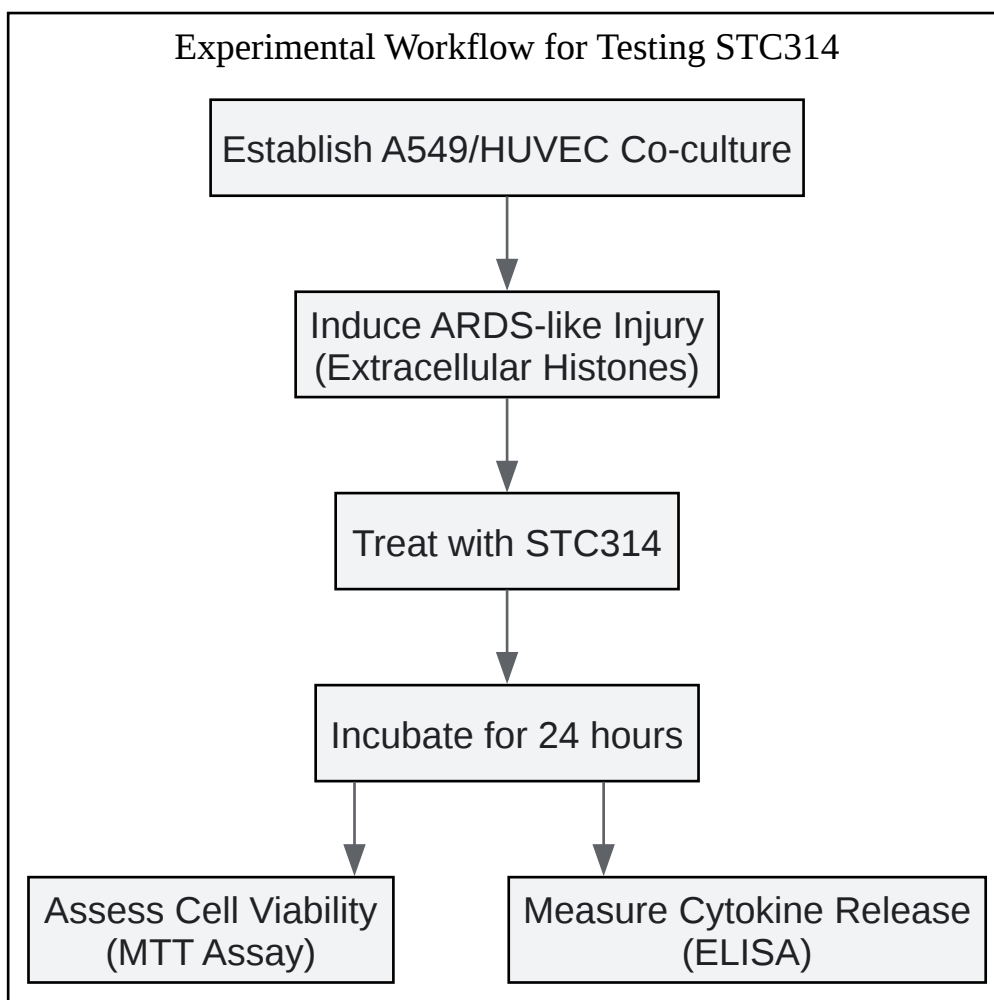 Experimental Workflow for Testing STC314
Establish A549/HUVEC Co-culture
Induce ARDS-like Injury
(Extracellular Histones)
Treat with STC314
Incubate for 24 hours
Assess Cell Viability
(MTT Assay)
Measure Cytokine Release
(ELISA)